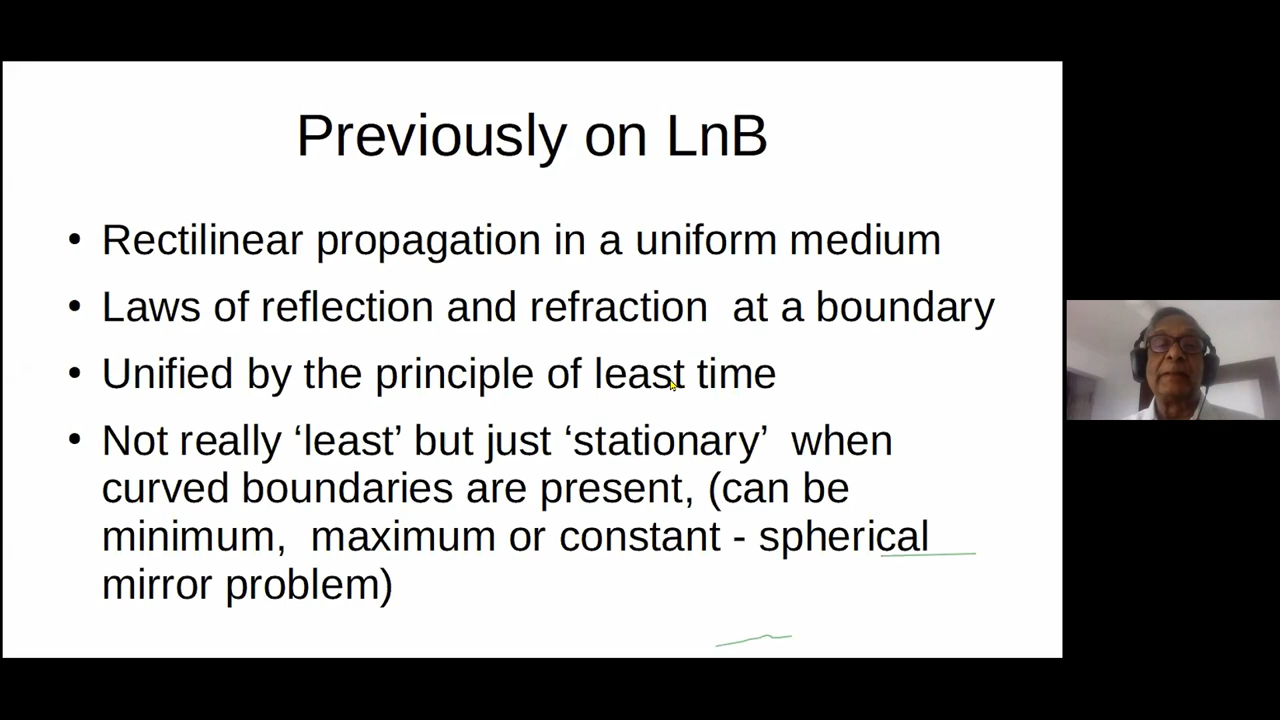 Previously on LnB
• Rectilinear propagation in a uniform medium
• Laws of reflection and refraction at a boundary
• Unified by the principle of least time
• Not really ‘least’ but just ‘stationary’ when
curved boundaries are present, (can be
minimum, maximum or constant - spherical
mirror problem)